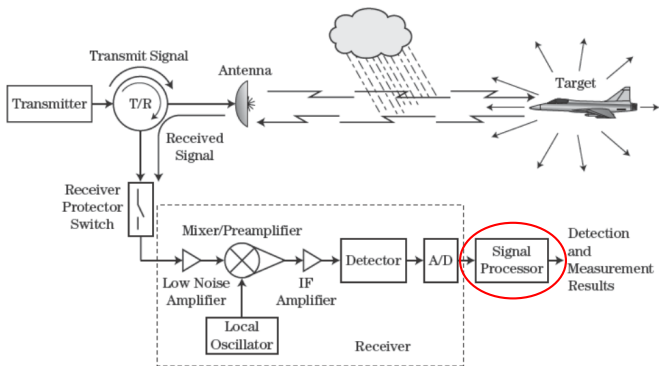 Transmit Signal
Antenna
Target
Transmitter
T/R
Received
Signal
Receiver
Protector
Switch
Mixer/Preamplifier
Low Noise
Amplifier
IF
Amplifier
Detector
A/D
Signal
Processor
Detection
and
Measurement
Results
Local
Oscillator
Receiver